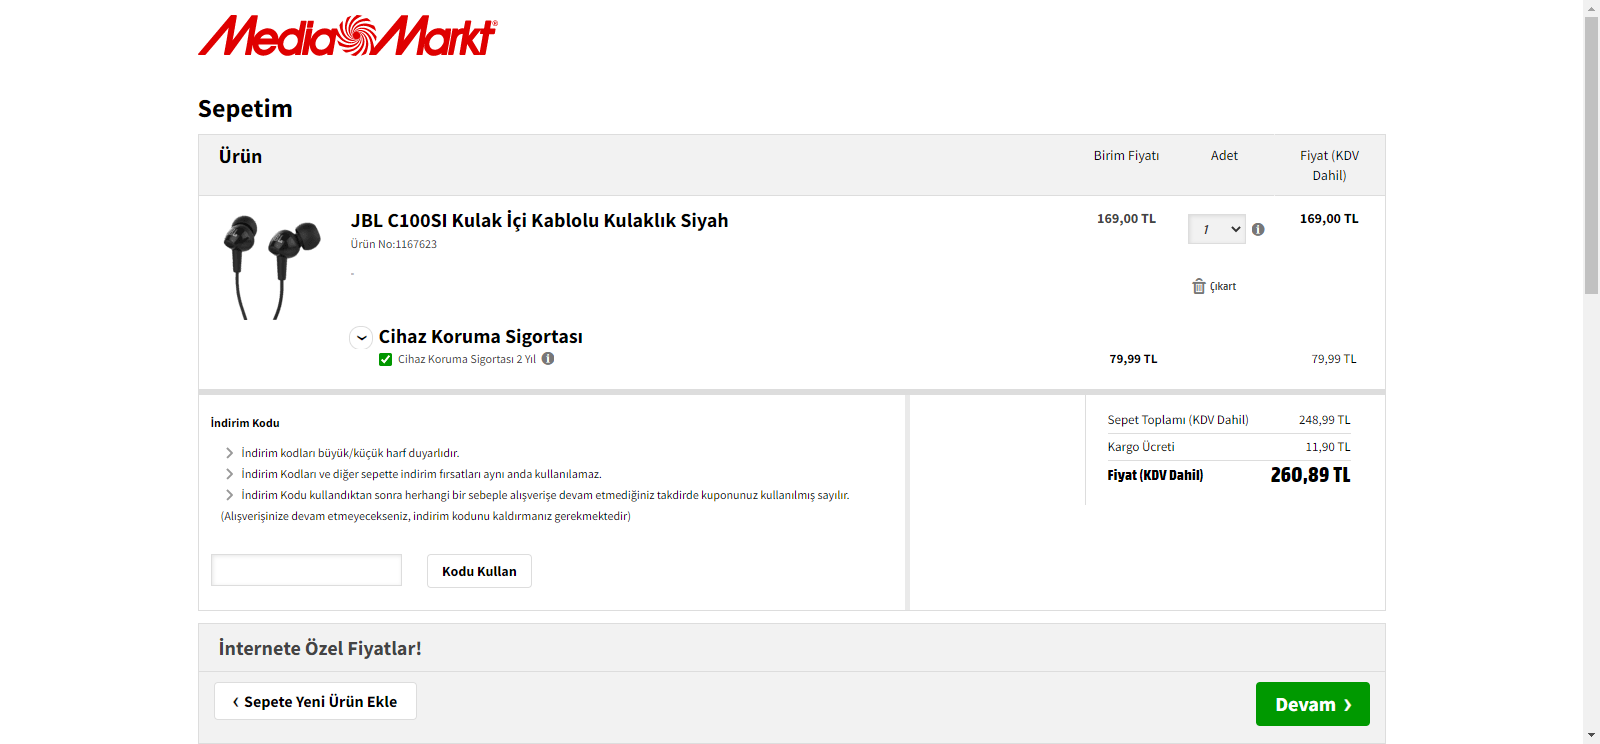 MediaMarkt
Sepetim
Ürün
Birim Fiyatı
Adet
Fiyat (KDV
Dahil)
JBL C100SI Kulak İçi Kablolu Kulaklık Siyah
169,00 TL
1
169,00 TL
Ürün No:1167623
-
Çıkart
Cihaz Koruma Sigortası
Cihaz Koruma Sigortası 2 Yıl
79,99 TL
79,99 TL
İndirim Kodu
İndirim kodları büyük/küçük harf duyarlıdır.
İndirim Kodları ve diğer sepette indirim fırsatları aynı anda kullanılamaz.
İndirim Kodu kullandıktan sonra herhangi bir sebeple alışverişe devam etmediğiniz takdirde kuponunuz kullanılmış sayılır.
(Alışverişinize devam etmeyecekseniz, indirim kodunu kaldırmanız gerekmektedir)
Kodu Kullan
Sepet Toplamı (KDV Dahil) 248,99 TL
Kargo Ücreti 11,90 TL
Fiyat (KDV Dahil) 260,89 TL
İnternete Özel Fiyatlar!
‹ Sepete Yeni Ürün Ekle
Devam ›